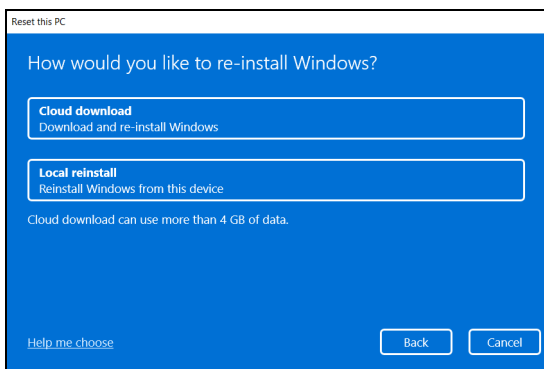 Reset this PC
How would you like to re-install Windows?
Cloud download
Download and re-install Windows
Local reinstall
Reinstall Windows from this device
Cloud download can use more than 4 GB of data.
Help me choose
Back
Cancel